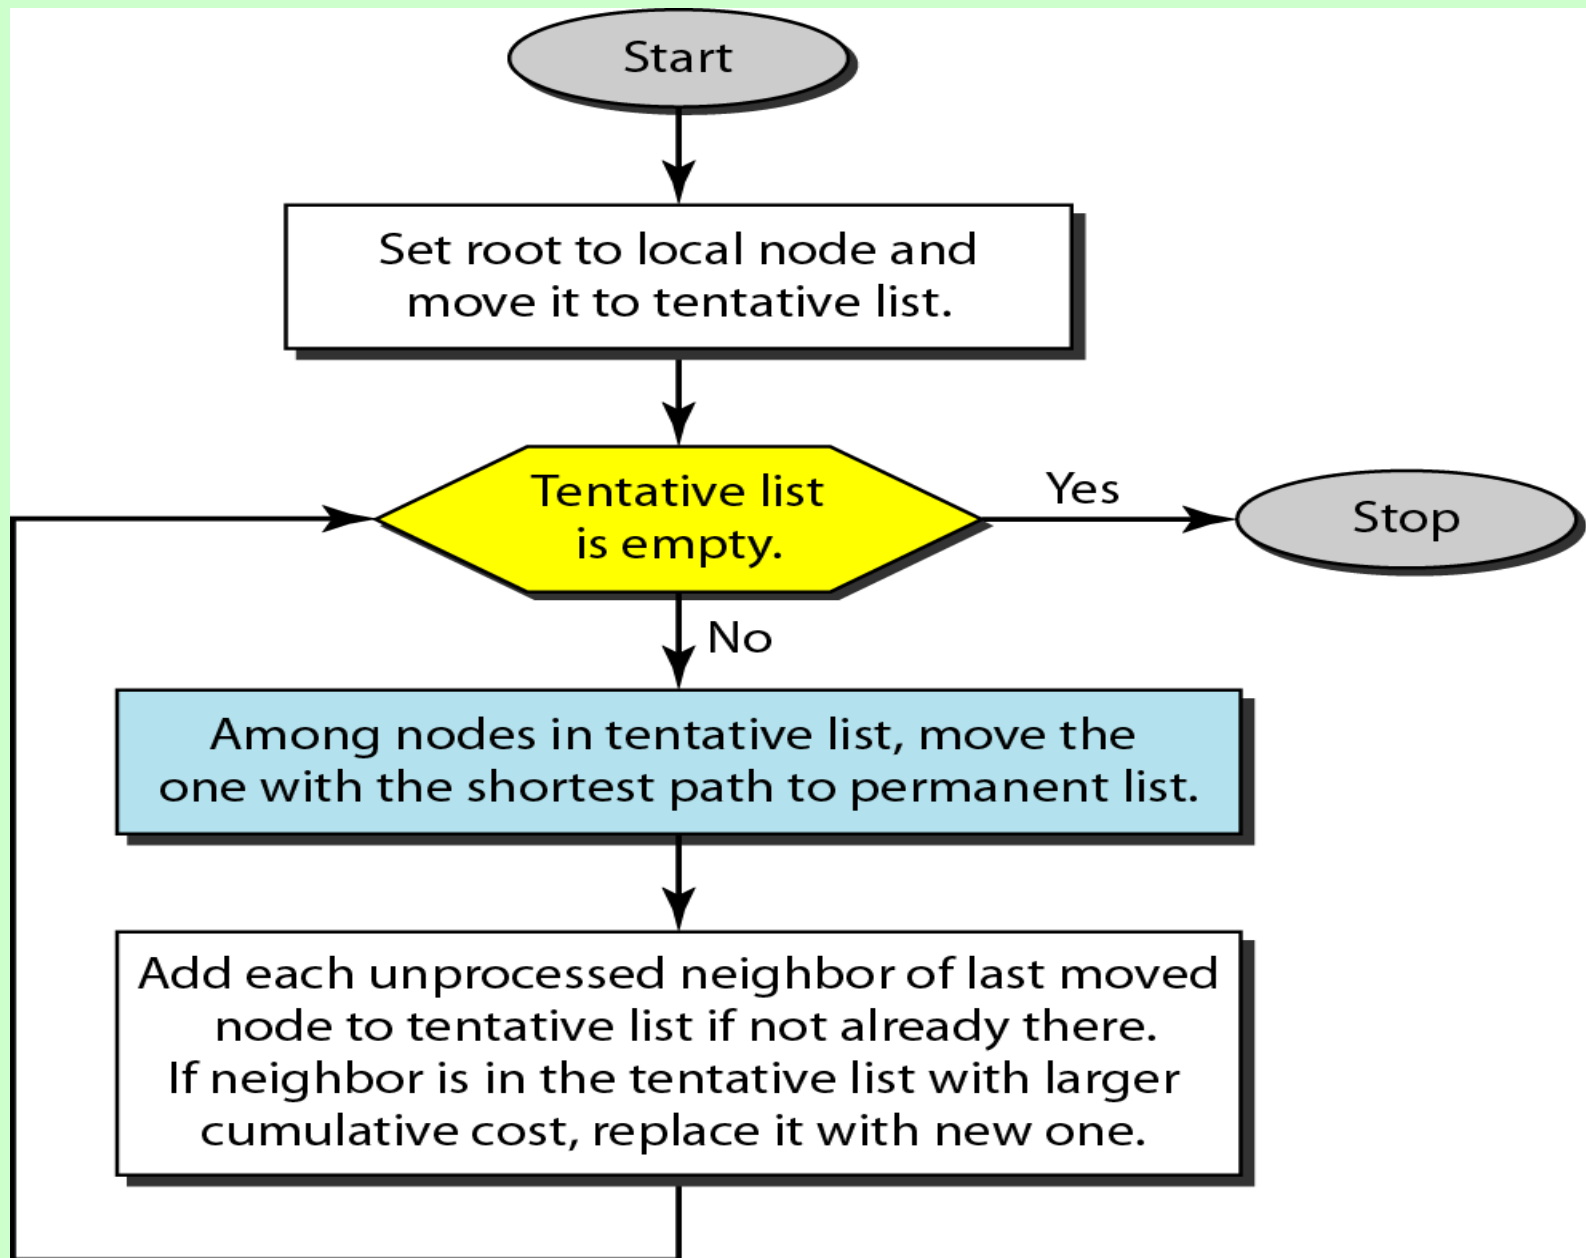 Start
Set root to local node and
move it to tentative list.
Tentative list
is empty.
Yes
Stop
No
Among nodes in tentative list, move the
one with the shortest path to permanent list.
Add each unprocessed neighbor of last moved
node to tentative list if not already there.
If neighbor is in the tentative list with larger
cumulative cost, replace it with new one.